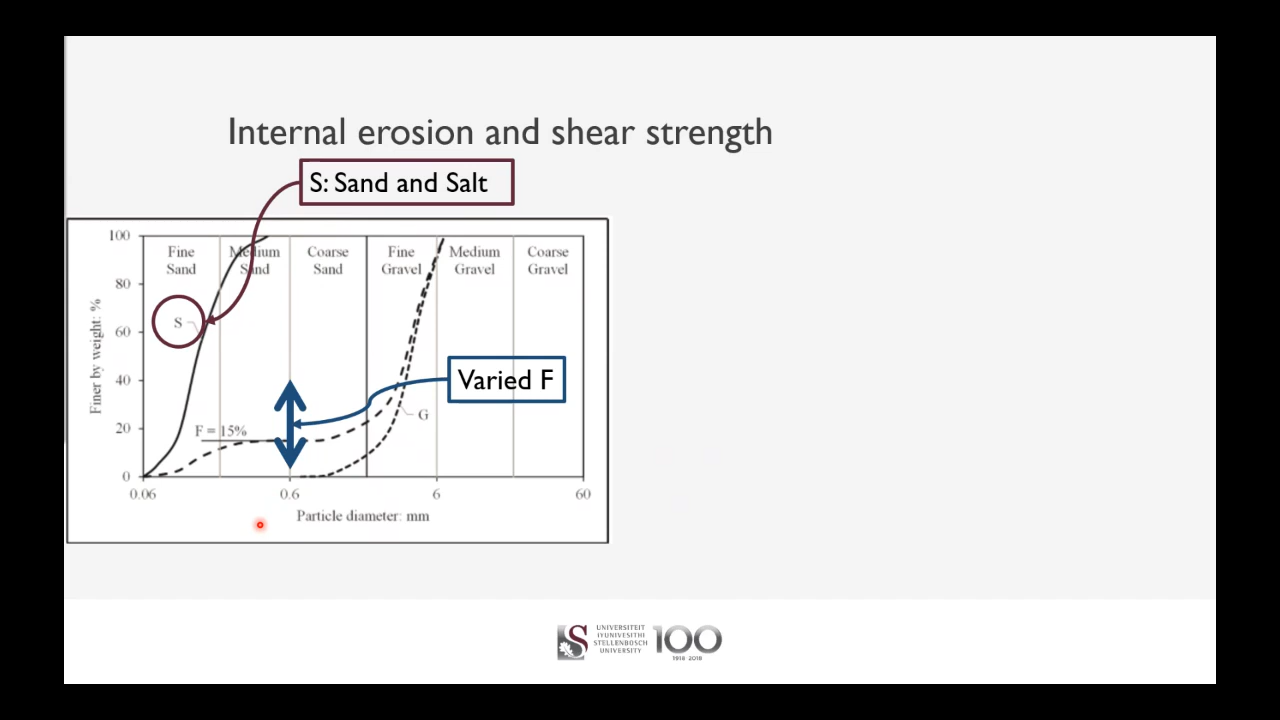 Internal erosion and shear strength
S: Sand and Salt
Fine Sand
Medium Sand
Coarse Sand
Fine Gravel
Medium Gravel
Coarse Gravel
Finer by weight: %
100
80
60
40
20
0
S
F = 15%
G
Varied F
0.06
0.6
6
60
Particle diameter: mm
UNIVERSITEIT
IYUNIVESITHI
STELLENBOSCH
UNIVERSITY
100
1918 2018